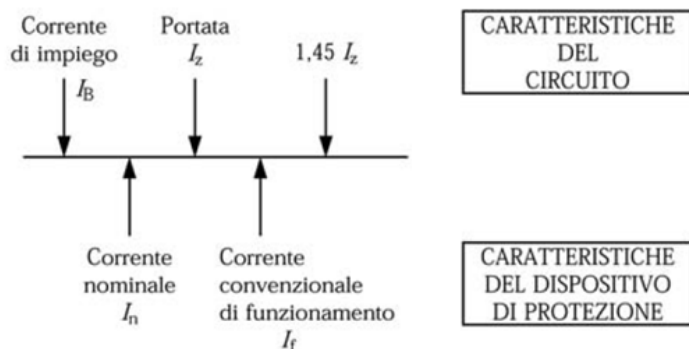 Corrente
di impiego
I_B
Portata
I_z
1,45 I_z
CARATTERISTICHE
DEL
CIRCUITO
Corrente
nominale
I_n
Corrente
convenzionale
di funzionamento
I_f
CARATTERISTICHE
DEL DISPOSITIVO
DI PROTEZIONE